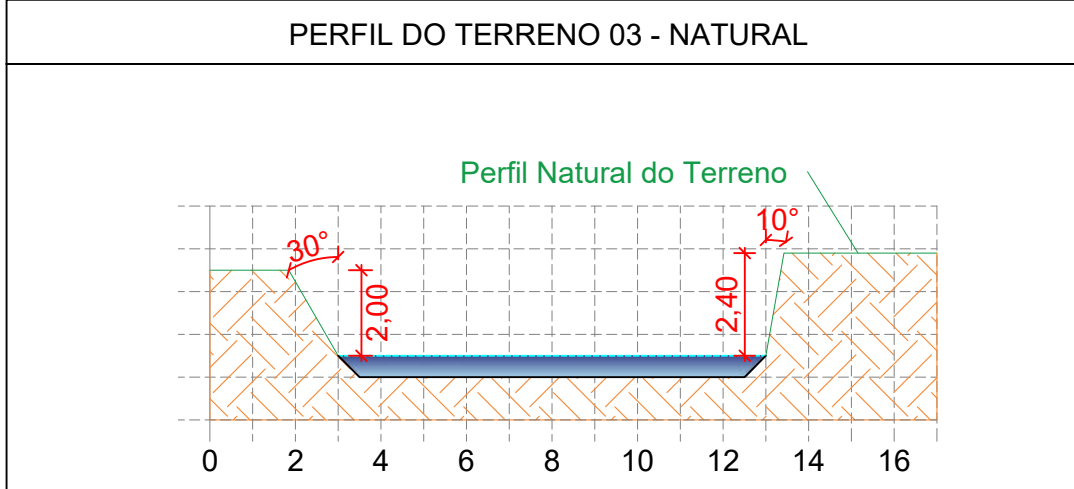 PERFIL DO TERRENO 03 - NATURAL
Perfil Natural do Terreno
30°
10°
2,00
2,40
0 2 4 6 8 10 12 14 16